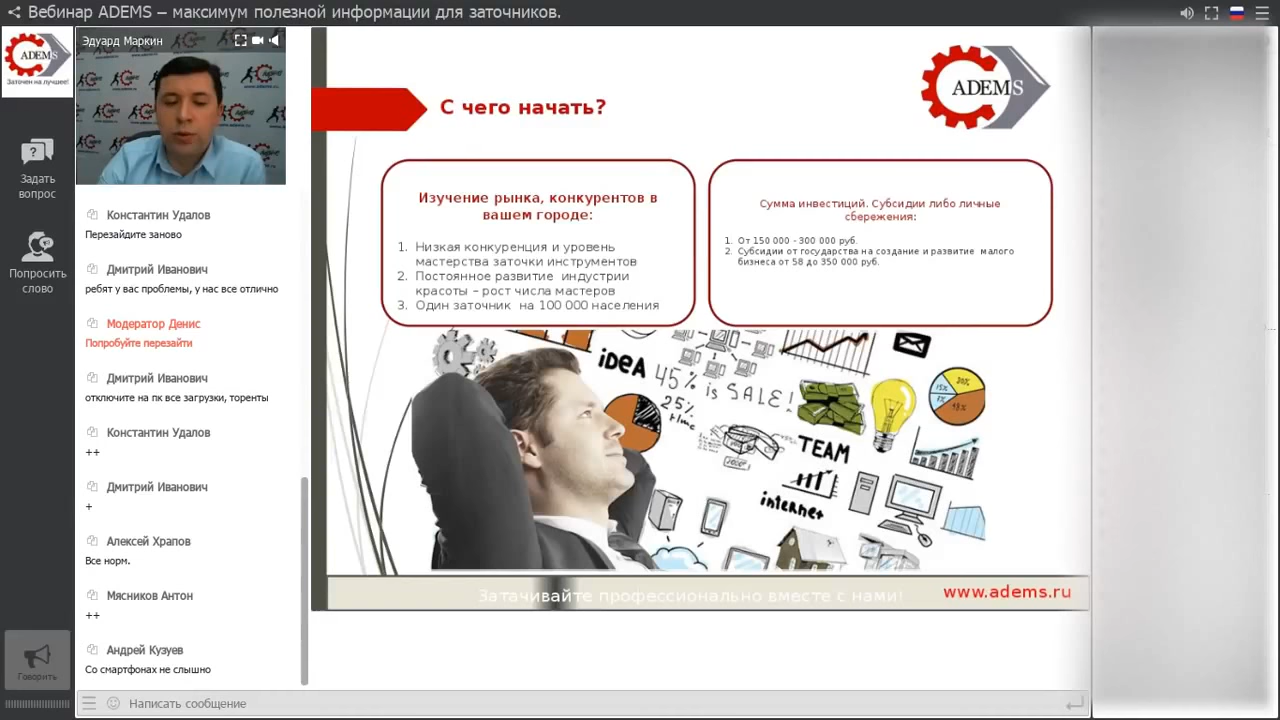 Вебинар ADEMS – максимум полезной информации для заточников.
ADEMS
Заточен на лучшее!
Задать
вопрос
Попросить
слово
Говорить
Эдуард Маркин
Константин Удалов
Перезайдите заново
Дмитрий Иванович
ребят у вас проблемы, у нас все отлично
Модератор Денис
Попробуйте перезайти
Дмитрий Иванович
отключите на пк все загрузки, торенты
Константин Удалов
++
Дмитрий Иванович
+
Алексей Храпов
Все норм.
Мясников Антон
++
Андрей Кузуев
Со смартфонах не слышно
Написать сообщение
С чего начать?
ADEMS
Изучение рынка, конкурентов в
вашем городе:
1. Низкая конкуренция и уровень
мастерства заточки инструментов
2. Постоянное развитие индустрии
красоты – рост числа мастеров
3. Один заточник на 100 000 населения
Сумма инвестиций. Субсидии либо личные
сбережения:
1. От 150 000 - 300 000 руб.
2. Субсидии от государства на создание и развитие малого
бизнеса от 58 до 350 000 руб.
iDEA
45% is SALE!
25%
20%
15%
TEAM
internet
Затачивайте профессионально вместе с нами!
www.adems.ru